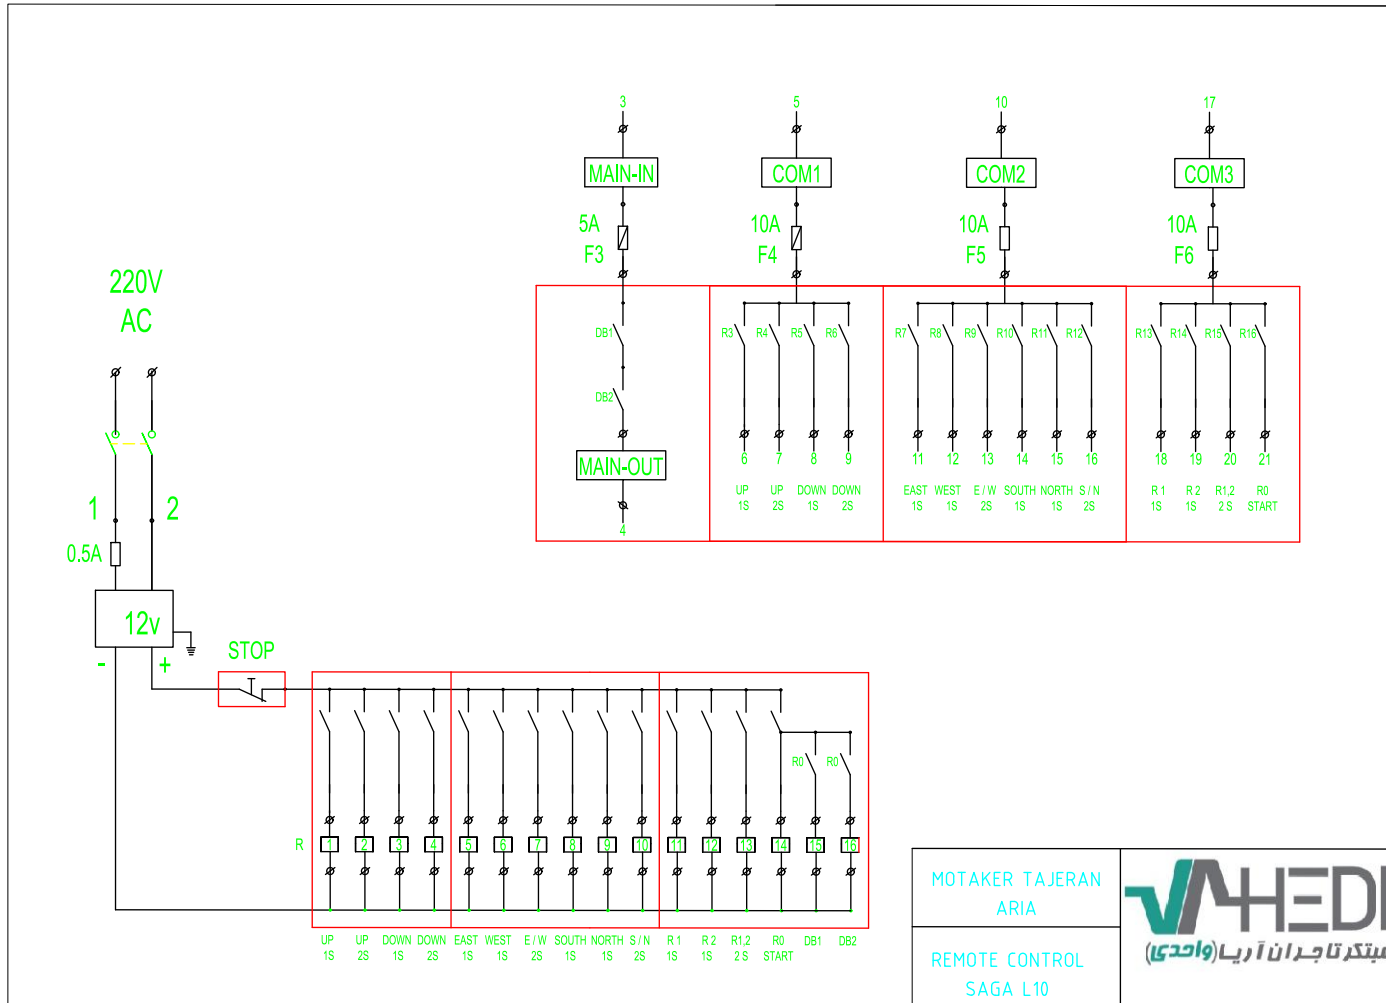 3 5 10 17
MAIN-IN COM1 COM2 COM3
5A 10A 10A 10A
F3 F4 F5 F6
220V
AC
DB1 R3 R4 R5 R6 R7 R8 R9 R10 R11 R12 R13 R14 R15 R16
DB2
MAIN-OUT 6 7 8 9 11 12 13 14 15 16 18 19 20 21
UP UP DOWN DOWN EAST WEST E / W SOUTH NORTH S / N R 1 R 2 R1,2 R0
1S 2S 1S 2S 1S 1S 2S 1S 1S 2S 1S 1S 2 S START
4
1 2
0.5A
12v
- +
STOP
R0 R0
R 1 2 3 4 5 6 7 8 9 10 11 12 13 14 15 16
UP UP DOWN DOWN EAST WEST E / W SOUTH NORTH S / N R 1 R 2 R1,2 R0 DB1 DB2
1S 2S 1S 2S 1S 1S 2S 1S 1S 2S 1S 1S 2 S START
MOTAKER TAJERAN
ARIA
REMOTE CONTROL
SAGA L10
VAHEDI
مبتکر تاجران آریا (واحدی)